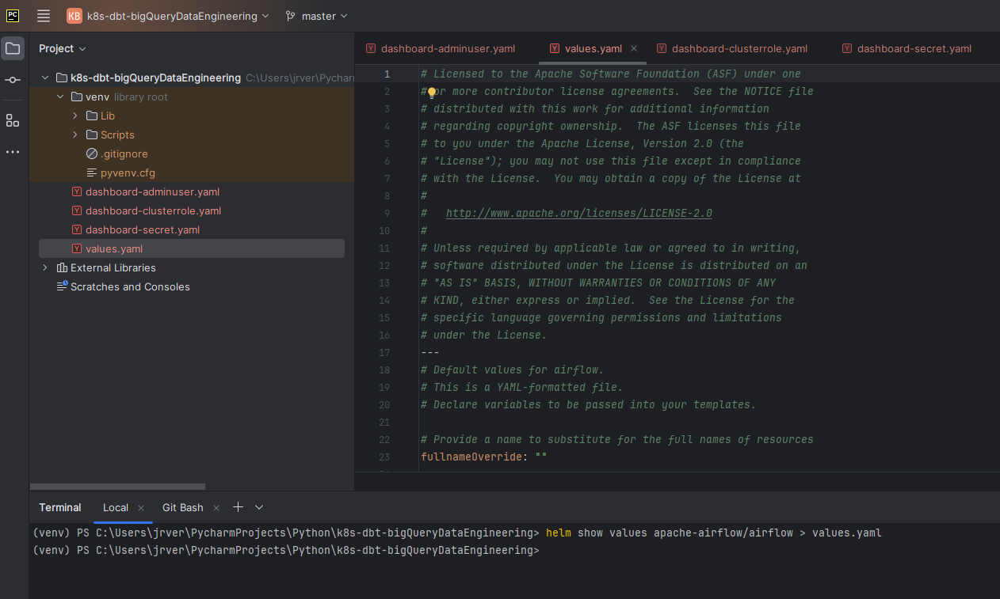 PC
KB k8s-dbt-bigQueryDataEngineering master
Project
k8s-dbt-bigQueryDataEngineering C:\Users\jrver\Pycharm
venv library root
Lib
Scripts
.gitignore
pyvenv.cfg
Y dashboard-adminuser.yaml
Y dashboard-clusterrole.yaml
Y dashboard-secret.yaml
Y values.yaml
External Libraries
Scratches and Consoles
Y dashboard-adminuser.yaml Y values.yaml × Y dashboard-clusterrole.yaml Y dashboard-secret.yaml
1 # Licensed to the Apache Software Foundation (ASF) under one
2 # or more contributor license agreements.  See the NOTICE file
3 # distributed with this work for additional information
4 # regarding copyright ownership.  The ASF licenses this file
5 # to you under the Apache License, Version 2.0 (the
6 # "License"); you may not use this file except in compliance
7 # with the License.  You may obtain a copy of the License at
8 #
9 #   http://www.apache.org/licenses/LICENSE-2.0
10 #
11 # Unless required by applicable law or agreed to in writing,
12 # software distributed under the License is distributed on an
13 # "AS IS" BASIS, WITHOUT WARRANTIES OR CONDITIONS OF ANY
14 # KIND, either express or implied.  See the License for the
15 # specific language governing permissions and limitations
16 # under the License.
17 ---
18 # Default values for airflow.
19 # This is a YAML-formatted file.
20 # Declare variables to be passed into your templates.
21
22 # Provide a name to substitute for the full names of resources
23 fullnameOverride: ""
Terminal Local × Git Bash × +
(venv) PS C:\Users\jrver\PycharmProjects\Python\k8s-dbt-bigQueryDataEngineering> helm show values apache-airflow/airflow > values.yaml
(venv) PS C:\Users\jrver\PycharmProjects\Python\k8s-dbt-bigQueryDataEngineering>